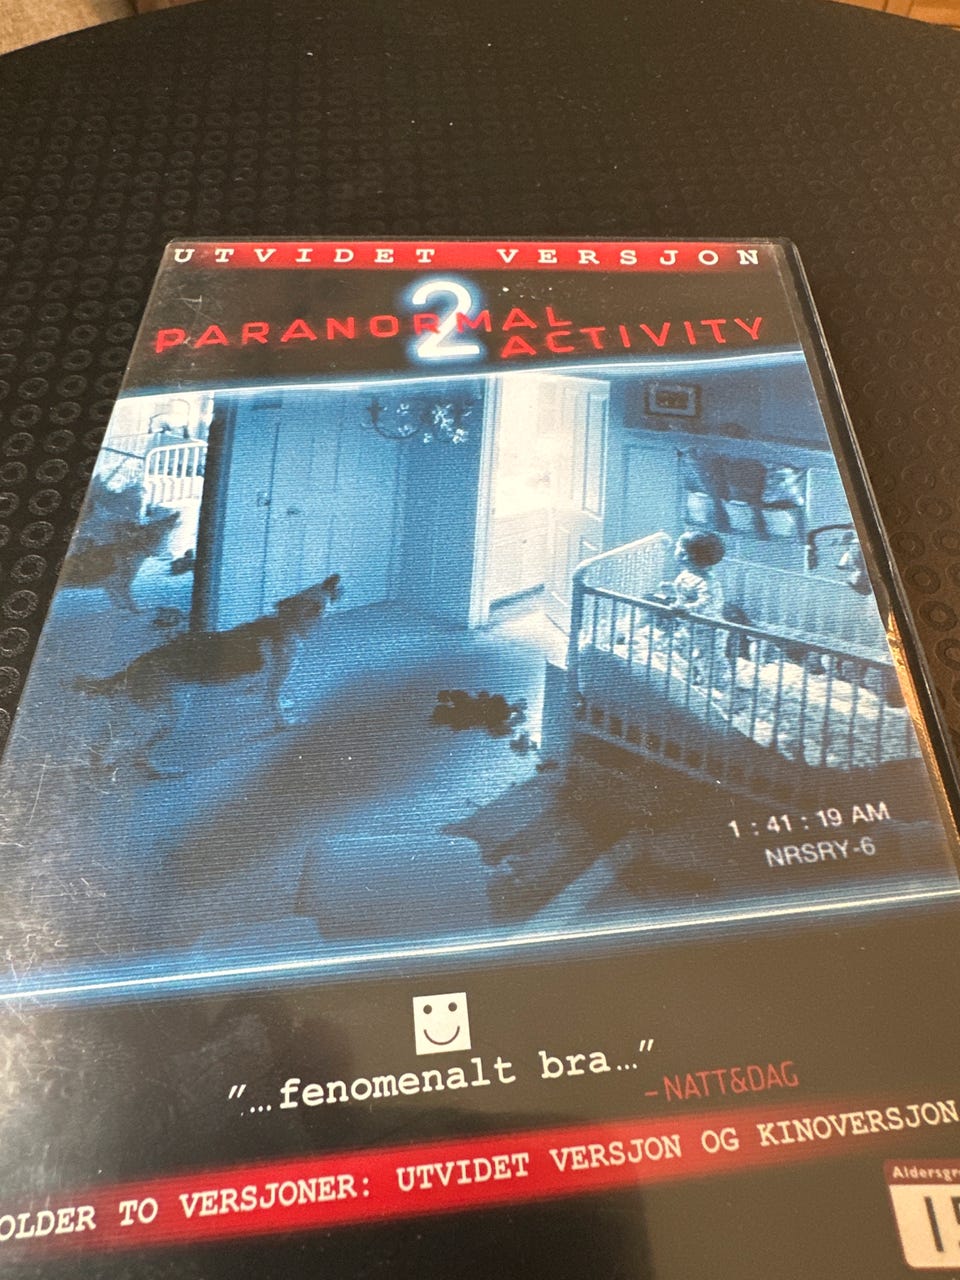 UTVIDET VERSJON
2
PARANORMAL
ACTIVITY
1:41:19 AM
NRSRY-6
"...fenomenalt bra..."
-NATT&DAG
OLDER TO VERSJONER: UTVIDET VERSJON OG KINOVERSJON